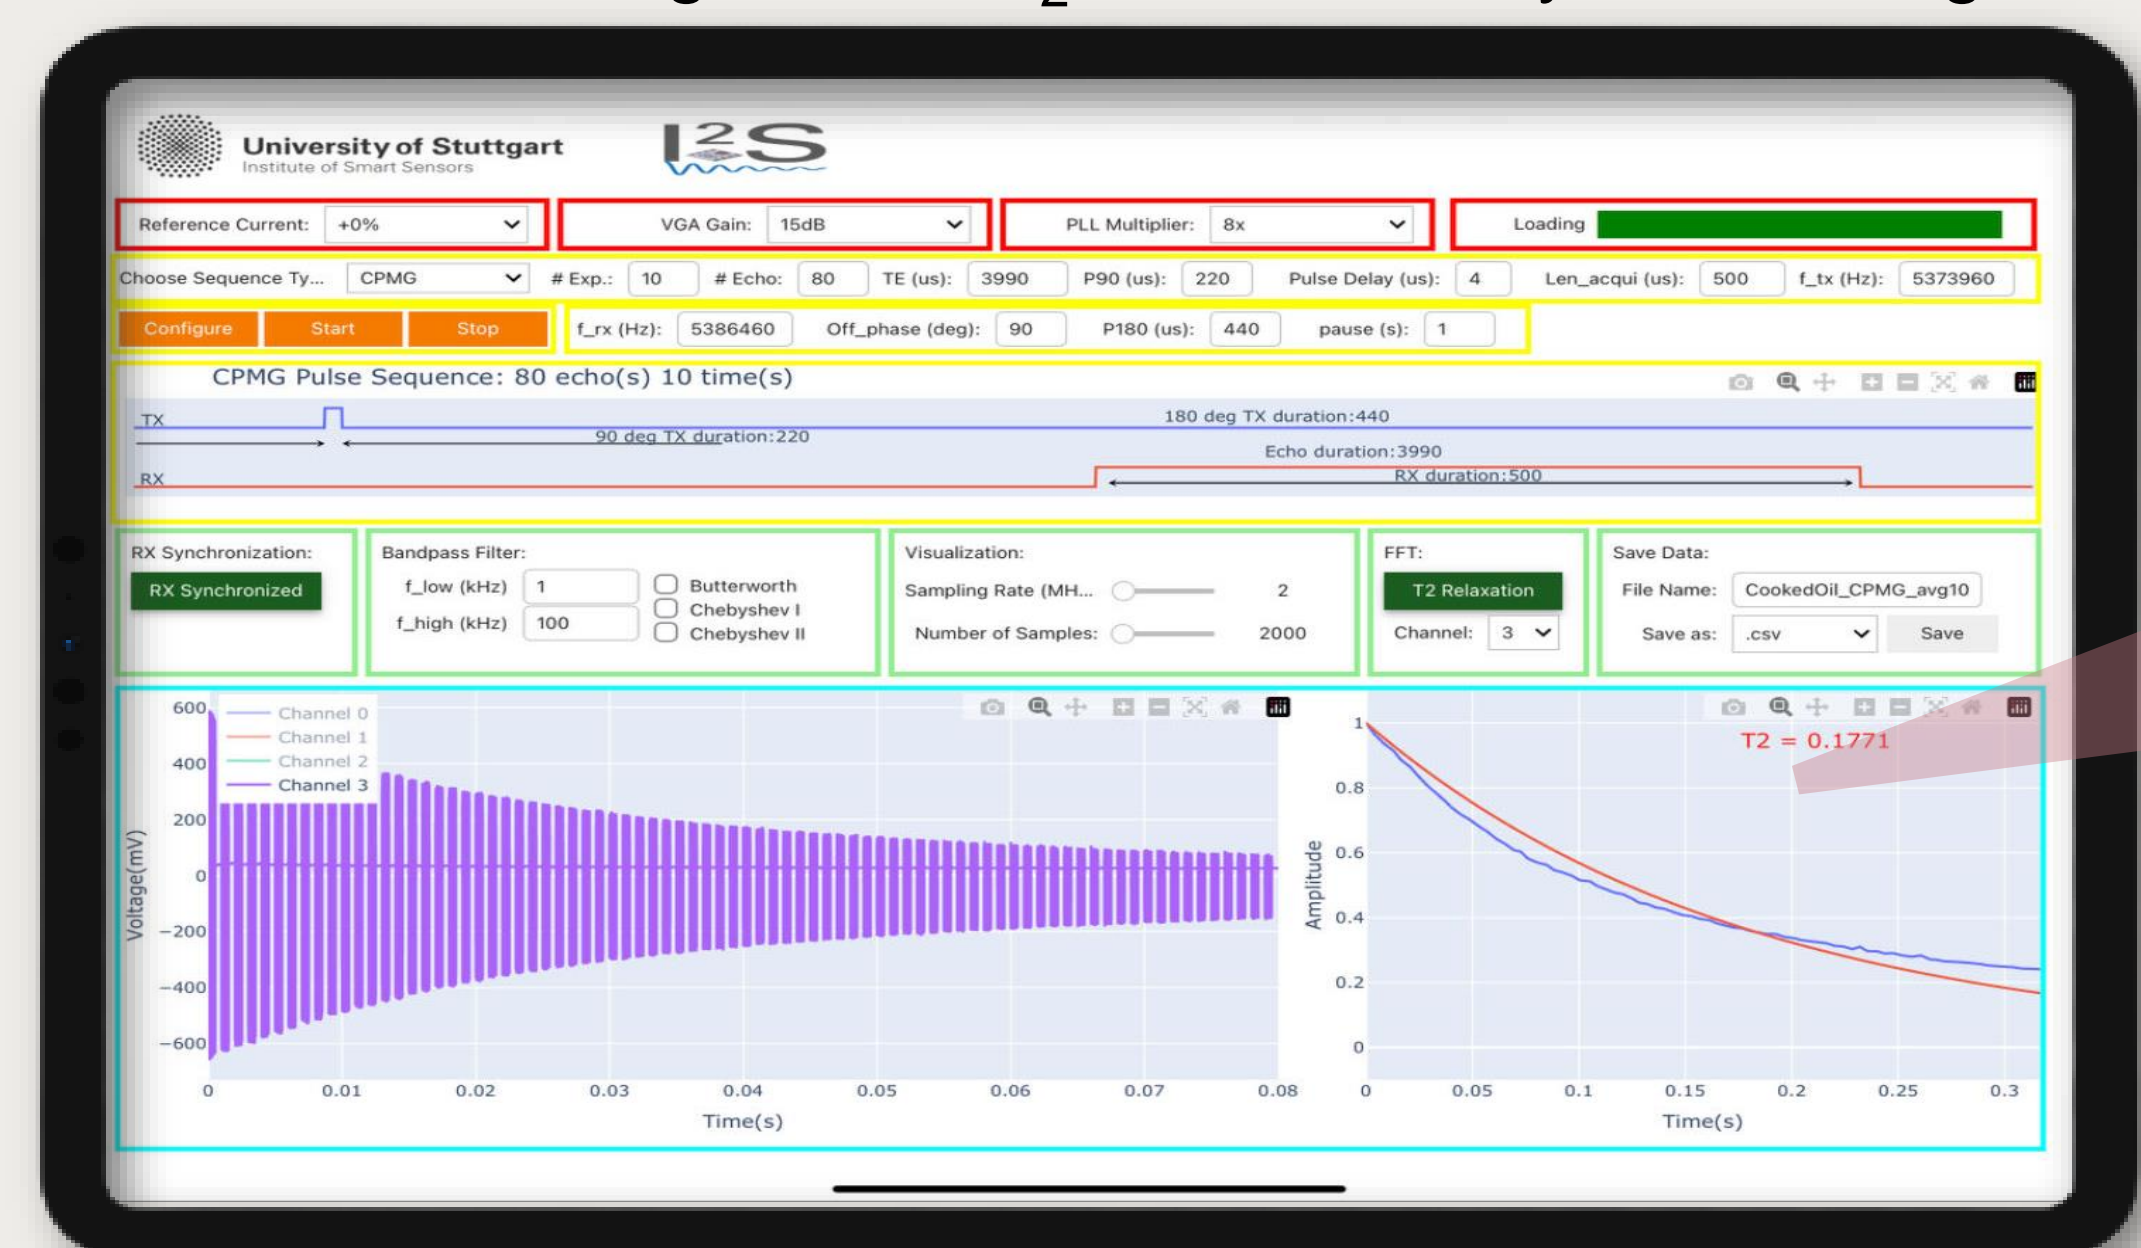 University of Stuttgart
Institute of Smart Sensors
I2S
Reference Current: +0%
VGA Gain: 15dB
PLL Multiplier: 8x
Loading
Choose Sequence Ty... CPMG # Exp.: 10 # Echo: 80 TE (us): 3990 P90 (us): 220 Pulse Delay (us): 4 Len_acqui (us): 500 f_tx (Hz): 5373960
Configure Start Stop f_rx (Hz): 5386460 Off_phase (deg): 90 P180 (us): 440 pause (s): 1
CPMG Pulse Sequence: 80 echo(s) 10 time(s)
TX
180 deg TX duration:440
90 deg TX duration:220
Echo duration:3990
RX
RX duration:500
RX Synchronization:
RX Synchronized
Bandpass Filter:
f_low (kHz) 1
f_high (kHz) 100
Butterworth
Chebyshev I
Chebyshev II
Visualization:
Sampling Rate (MH... 2
Number of Samples: 2000
FFT:
T2 Relaxation
Channel: 3
Save Data:
File Name: CookedOil_CPMG_avg10
Save as: .csv Save
Channel 0
Channel 1
Channel 2
Channel 3
600
400
200
0
−200
−400
−600
Voltage(mV)
0 0.01 0.02 0.03 0.04 0.05 0.06 0.07 0.08
Time(s)
T2 = 0.1771
1
0.8
0.6
0.4
0.2
0
Amplitude
0 0.05 0.1 0.15 0.2 0.25 0.3
Time(s)